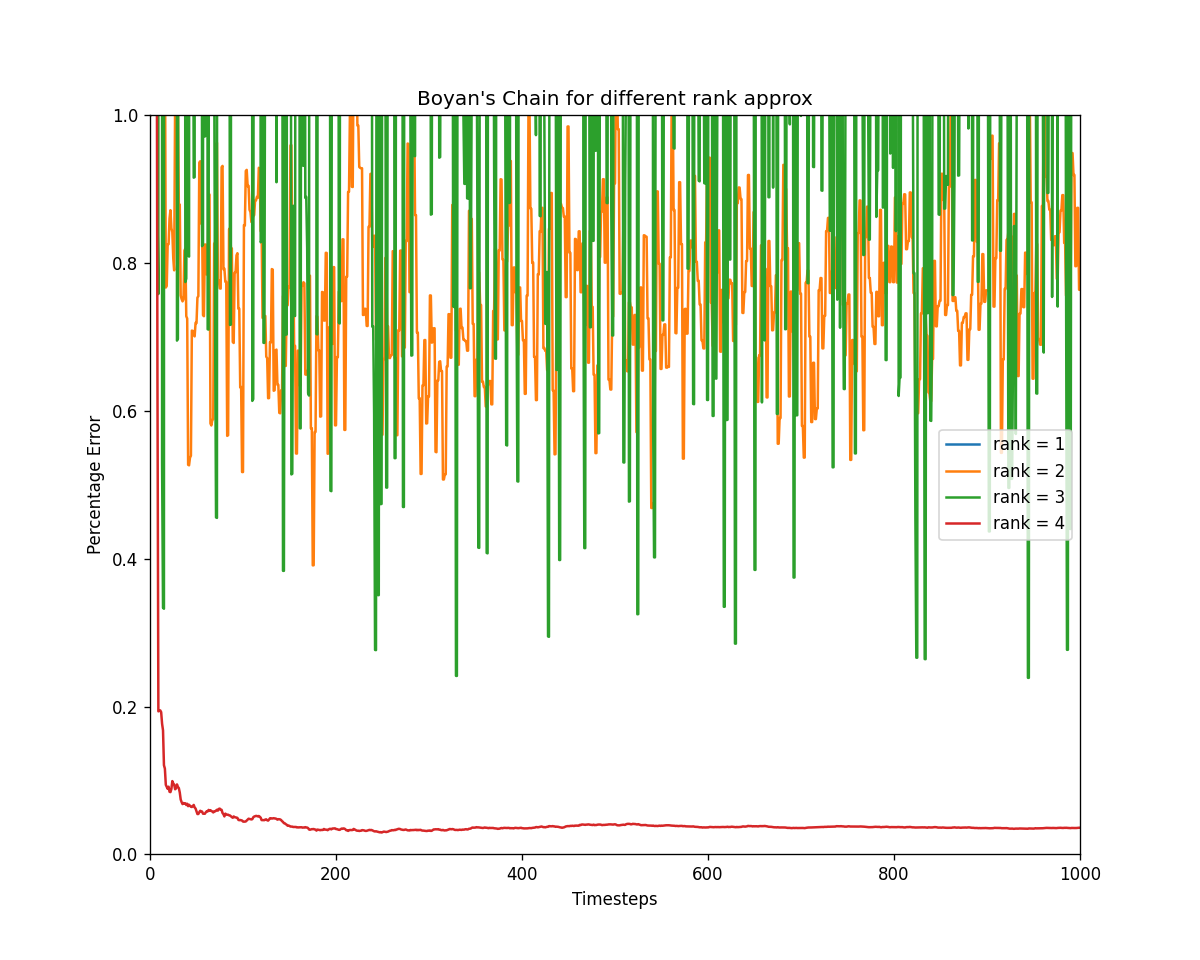 Boyan's Chain for different rank approx
1.0
0.8
0.6
0.4
0.2
0.0
Percentage Error
rank = 1
rank = 2
rank = 3
rank = 4
0 200 400 600 800 1000
Timesteps